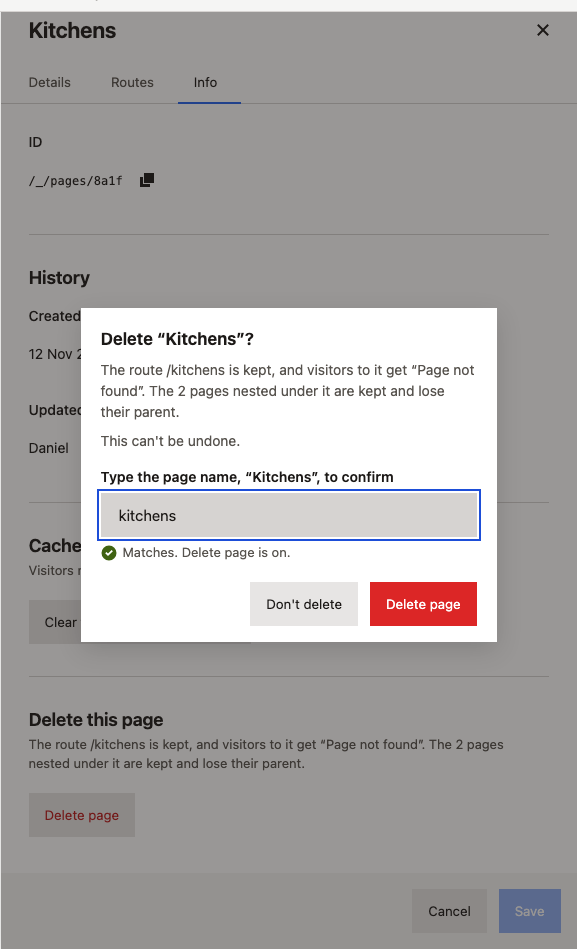 Kitchens
Details Routes Info
ID
/_/pages/8a1f
History
Created
12 Nov
Updated
Daniel
Cache
Visitors
Clear
Delete “Kitchens”?
The route /kitchens is kept, and visitors to it get “Page not
found”. The 2 pages nested under it are kept and lose
their parent.
This can't be undone.
Type the page name, “Kitchens”, to confirm
kitchens
Matches. Delete page is on.
Don't delete Delete page
Delete this page
The route /kitchens is kept, and visitors to it get “Page not found”. The 2 pages
nested under it are kept and lose their parent.
Delete page
Cancel Save